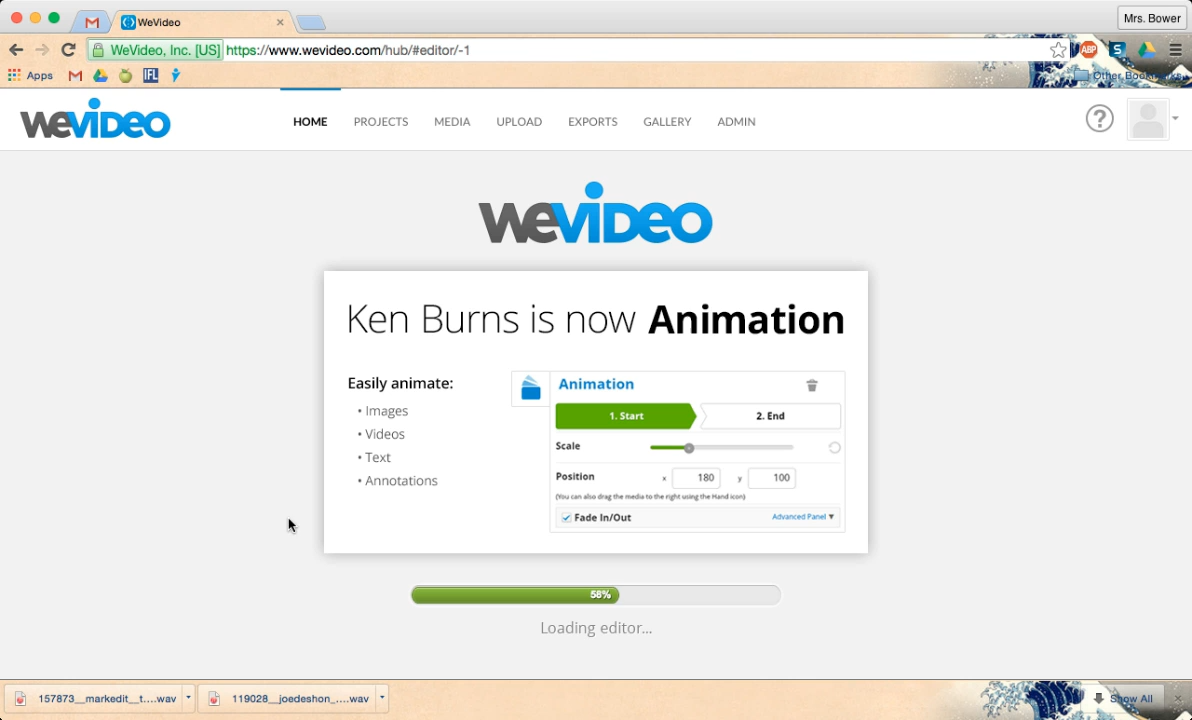 WeVideo
Mrs. Bower
WeVideo, Inc. [US] https://www.wevideo.com/hub/#editor/-1
ABP
S
Apps
IFL
Other Bookmarks
wevideo
HOME
PROJECTS
MEDIA
UPLOAD
EXPORTS
GALLERY
ADMIN
?
wevideo
Ken Burns is now Animation
Easily animate:
• Images
• Videos
• Text
• Annotations
Animation
1. Start
2. End
Scale
Position
x 180
y 100
(You can also drag the media to the right using the Hand icon)
Fade In/Out
Advanced Panel ▼
58%
Loading editor...
157873__markedit__t....wav
119028__joedeshon_....wav
Show All